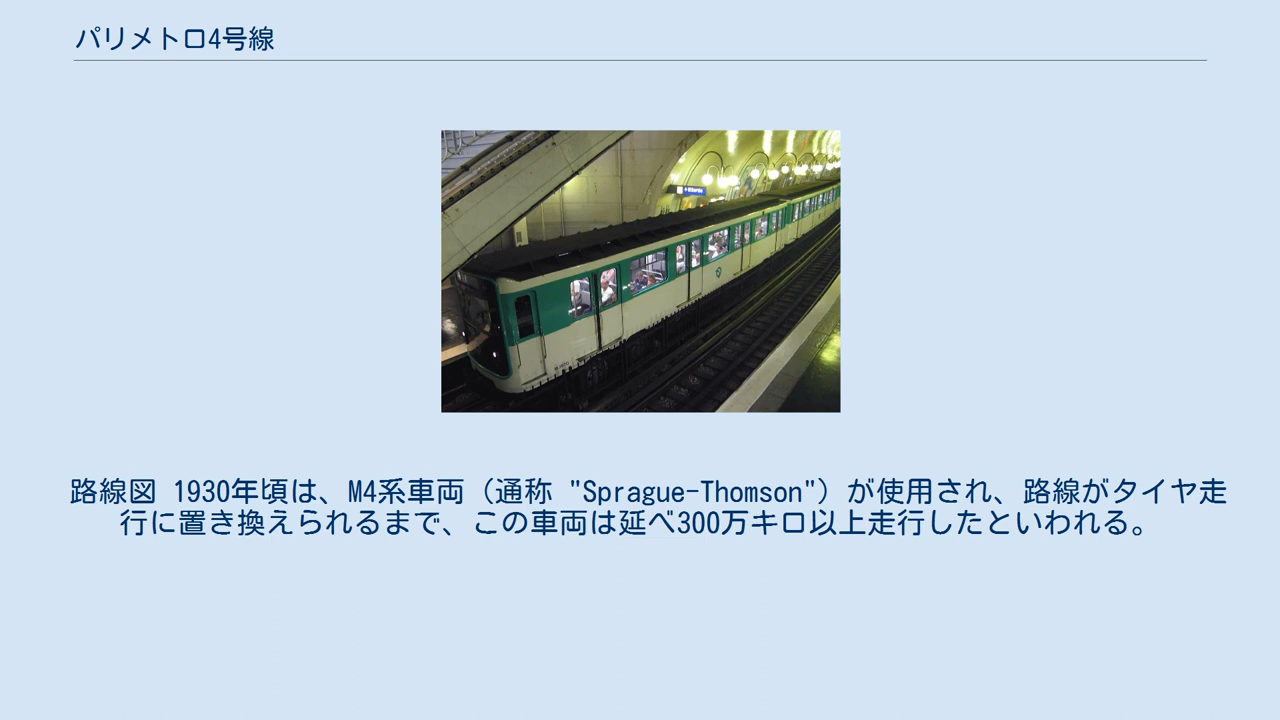 パリメトロ4号線
路線図 1930年頃は、M4系車両（通称 "Sprague-Thomson"）が使用され、路線がタイヤ走
行に置き換えられるまで、この車両は延べ300万キロ以上走行したといわれる。